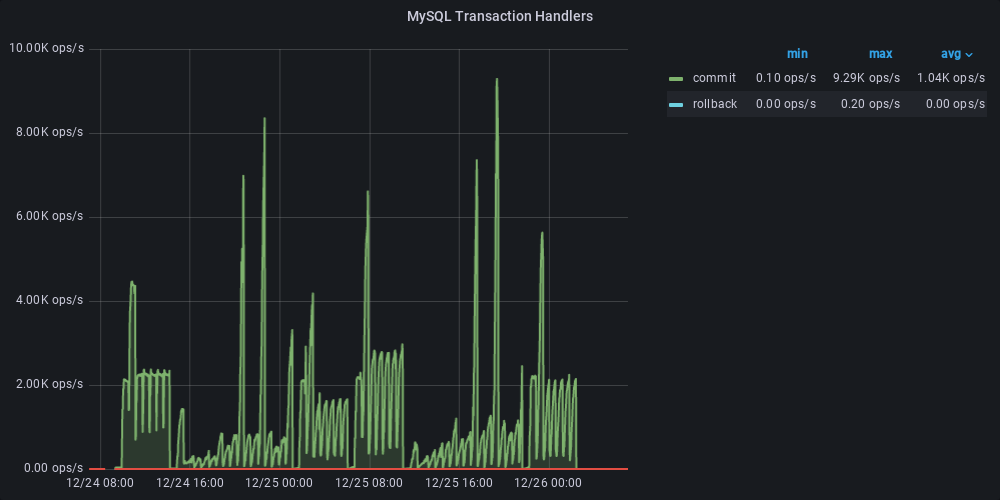 MySQL Transaction Handlers
10.00K ops/s
8.00K ops/s
6.00K ops/s
4.00K ops/s
2.00K ops/s
0.00 ops/s
12/24 08:00 12/24 16:00 12/25 00:00 12/25 08:00 12/25 16:00 12/26 00:00
min max avg
commit 0.10 ops/s 9.29K ops/s 1.04K ops/s
rollback 0.00 ops/s 0.20 ops/s 0.00 ops/s